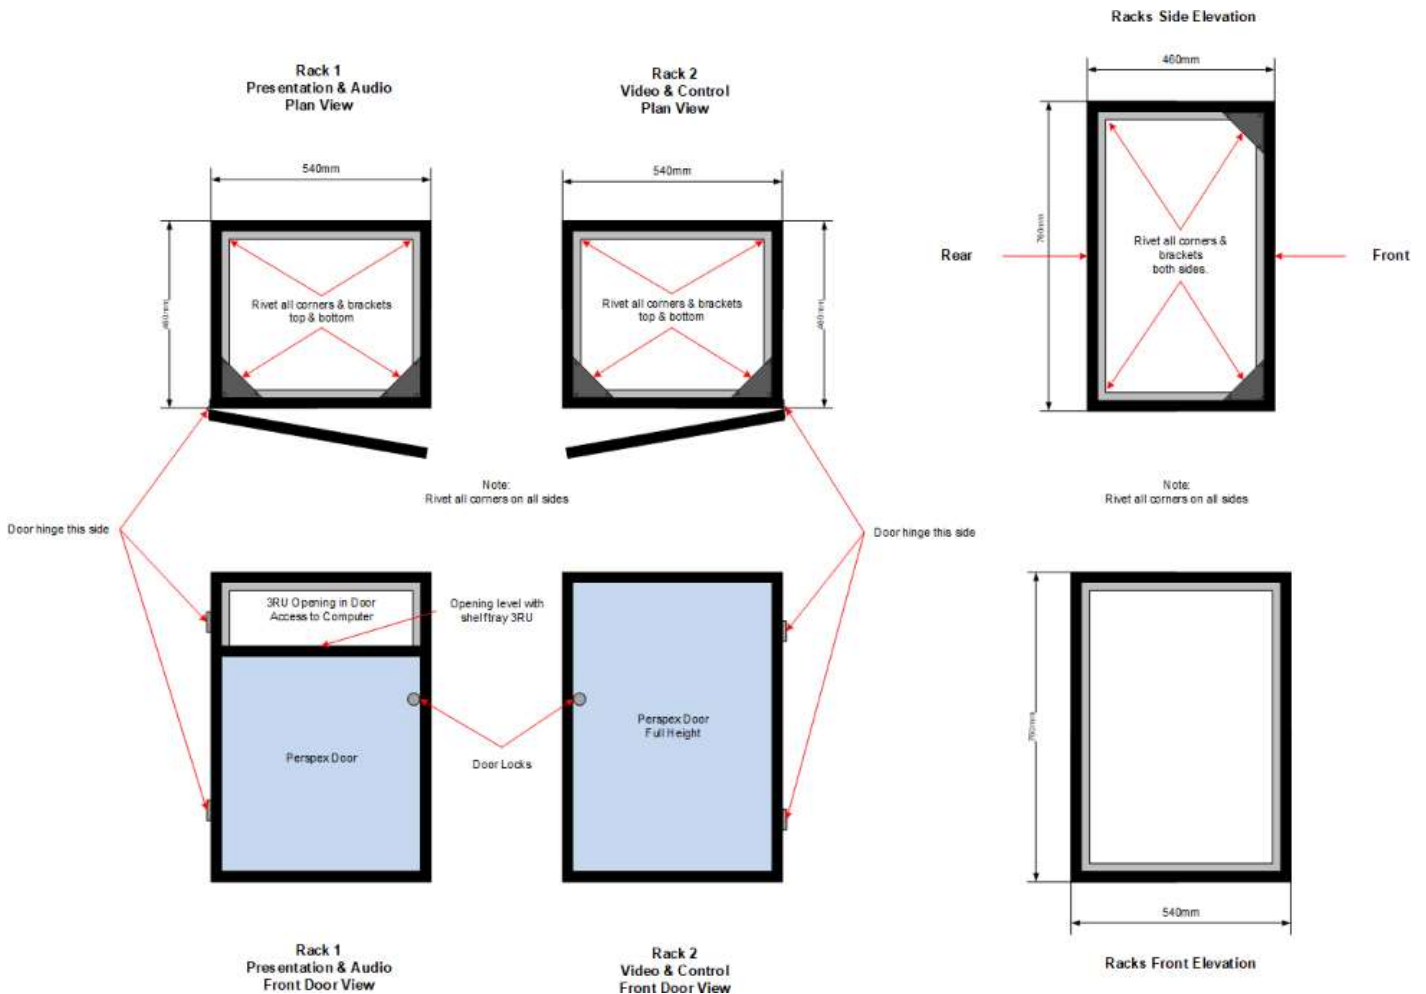 Racks Side Elevation
460mm
Rack 1
Presentation & Audio
Plan View
Rack 2
Video & Control
Plan View
540mm
540mm
760mm
Rear
Rivet all corners &
brackets
both sides.
Front
460mm
Rivet all corners & brackets
top & bottom
Rivet all corners & brackets
top & bottom
460mm
Note:
Rivet all corners on all sides
Note:
Rivet all corners on all sides
Door hinge this side
Door hinge this side
3RU Opening in Door
Access to Computer
Opening level with
shelf tray 3RU
760mm
Perspex Door
Full Height
Perspex Door
Door Locks
540mm
Rack 1
Presentation & Audio
Front Door View
Rack 2
Video & Control
Front Door View
Racks Front Elevation